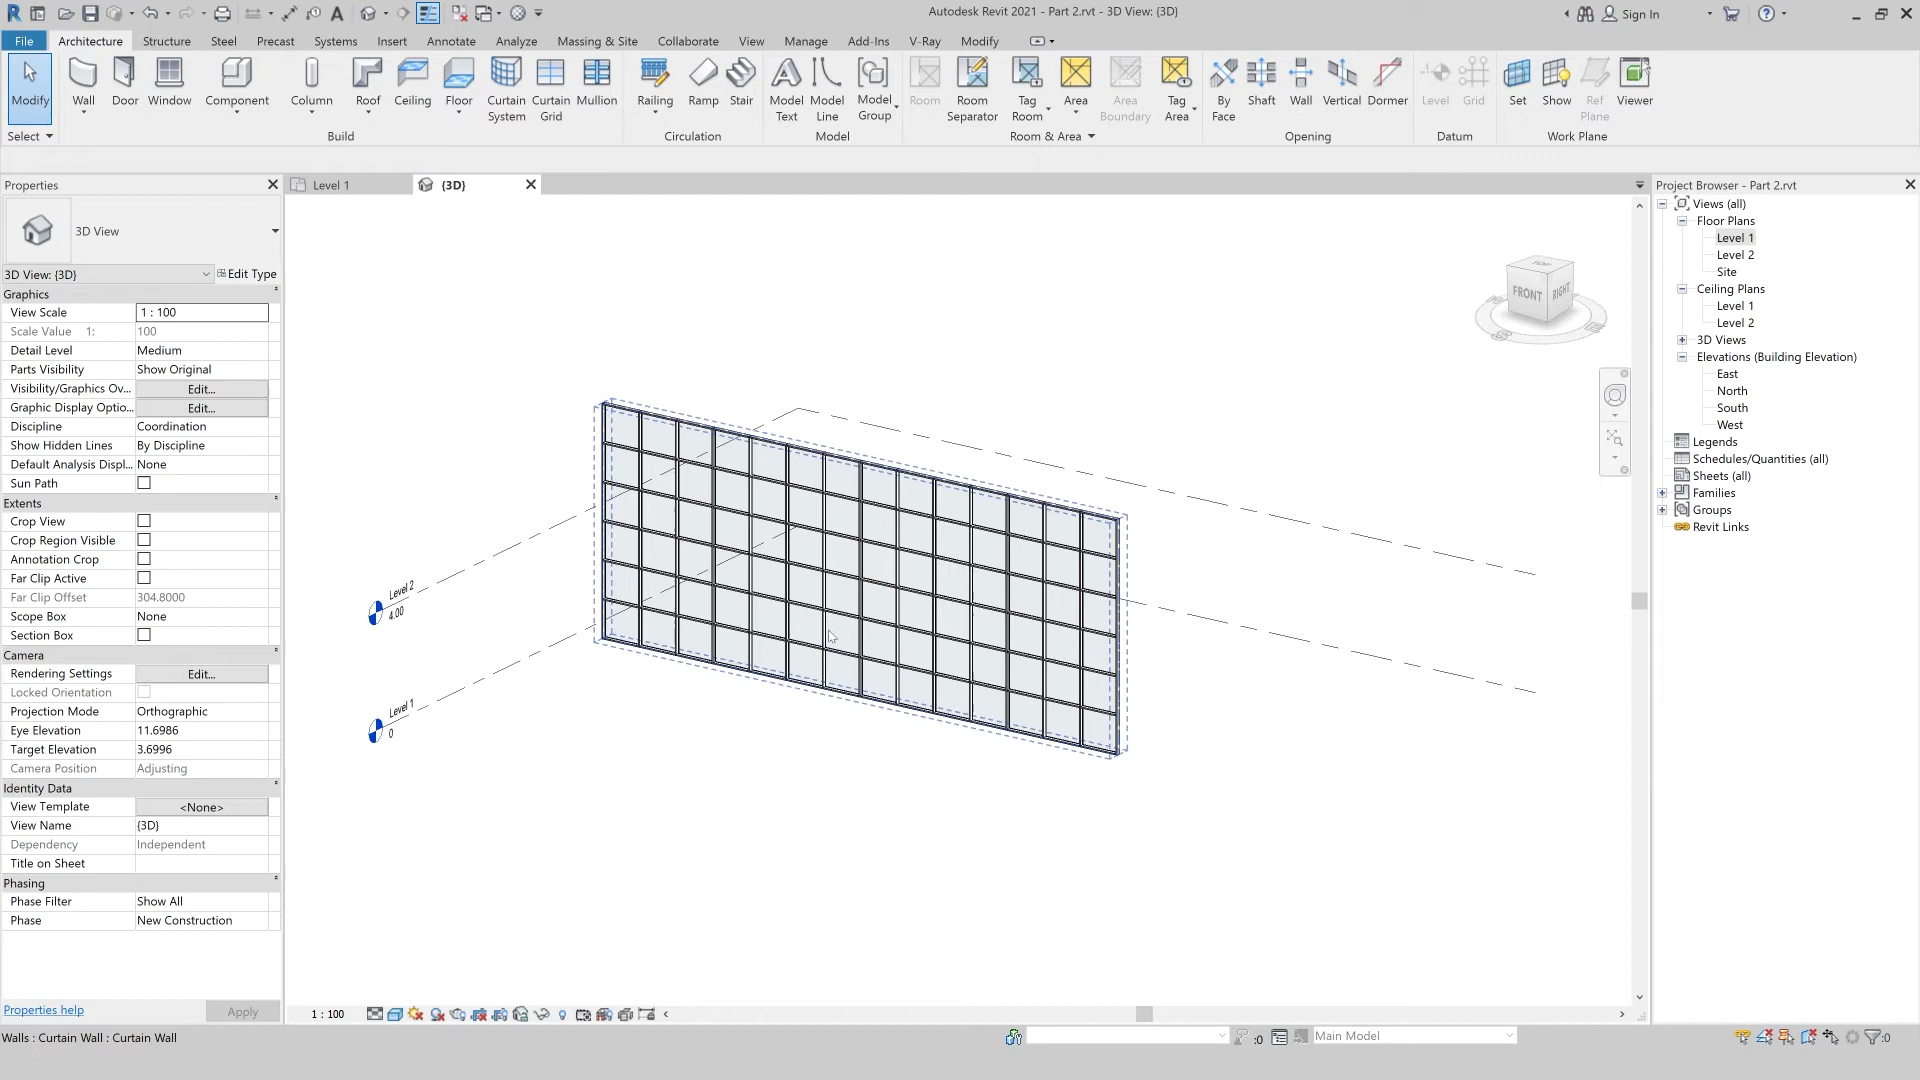 Autodesk Revit 2021 - Part 2.rvt - 3D View: {3D}
Sign In
File Architecture Structure Steel Precast Systems Insert Annotate Analyze Massing & Site Collaborate View Manage Add-Ins V-Ray Modify
Modify
Wall
Door
Window
Component
Column
Roof
Ceiling
Floor
Curtain System
Curtain Grid
Mullion
Railing
Ramp
Stair
Model Text
Model Line
Model Group
Room
Room Separator
Tag Room
Area
Area Boundary
Tag Area
By Face
Shaft
Wall
Vertical
Dormer
Level
Grid
Set
Show
Ref Plane
Viewer
Select
Build
Circulation
Model
Room & Area
Opening
Datum
Work Plane
Properties
3D View
3D View: {3D} Edit Type
Graphics
View Scale 1 : 100
Scale Value 1: 100
Detail Level Medium
Parts Visibility Show Original
Visibility/Graphics Ov... Edit...
Graphic Display Optio... Edit...
Discipline Coordination
Show Hidden Lines By Discipline
Default Analysis Displ... None
Sun Path
Extents
Crop View
Crop Region Visible
Annotation Crop
Far Clip Active
Far Clip Offset 304.8000
Scope Box None
Section Box
Camera
Rendering Settings Edit...
Locked Orientation
Projection Mode Orthographic
Eye Elevation 11.6986
Target Elevation 3.6996
Camera Position Adjusting
Identity Data
View Template <None>
View Name {3D}
Dependency Independent
Title on Sheet
Phasing
Phase Filter Show All
Phase New Construction
Properties help Apply
Level 1
{3D}
TOP
FRONT
RIGHT
Level 2
4.00
Level 1
0
1 : 100
Project Browser - Part 2.rvt
Views (all)
Floor Plans
Level 1
Level 2
Site
Ceiling Plans
Level 1
Level 2
3D Views
Elevations (Building Elevation)
East
North
South
West
Legends
Schedules/Quantities (all)
Sheets (all)
Families
Groups
Revit Links
Walls : Curtain Wall : Curtain Wall
:0
Main Model
:0